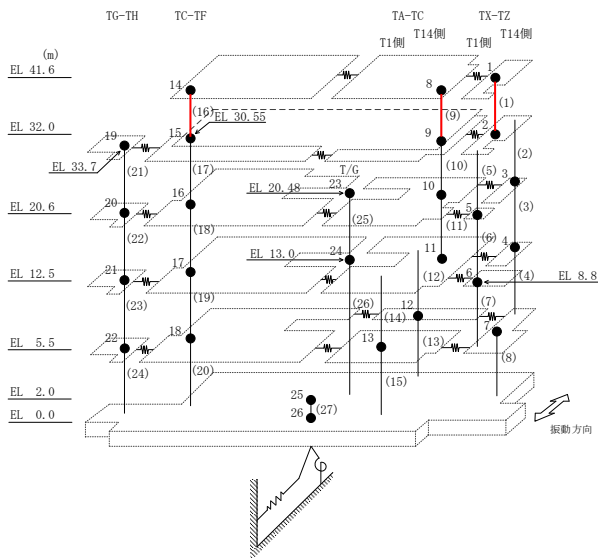 TG-TH TC-TF TA-TC TX-TZ
T1側 T14側 T1側 T14側
(m)
EL 41.6
14 8 1
(16) (9) (1)
EL 30.55
EL 32.0
19 15 9 2
EL 33.7
(21) (17) (10) (2)
T/G
EL 20.48 23
16 10 (5) 3
(3)
EL 20.6
20 (25) (11) 5
(22) (18)
EL 13.0 24
(6) 4
EL 12.5
21 17 11 (12) 6 (4) EL 8.8
(23) (19)
(26) 12 (14) (7)
EL 5.5
22 18 13 (13) 7
(24) (20) (15) (8)
EL 2.0
25
EL 0.0
26 (27)
振動方向